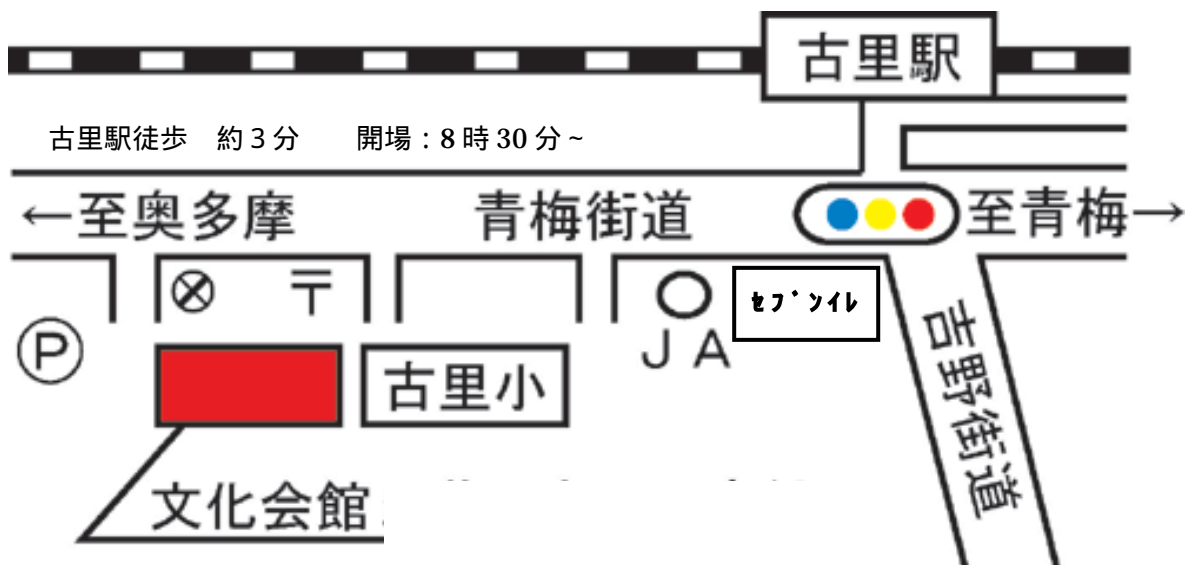 古里駅
古里駅徒歩　約３分　　開場：8時30分~
←至奥多摩
青梅街道
至青梅→
〒
セブンイレ
Ⓟ
JA
古里小
吉野街道
文化会館